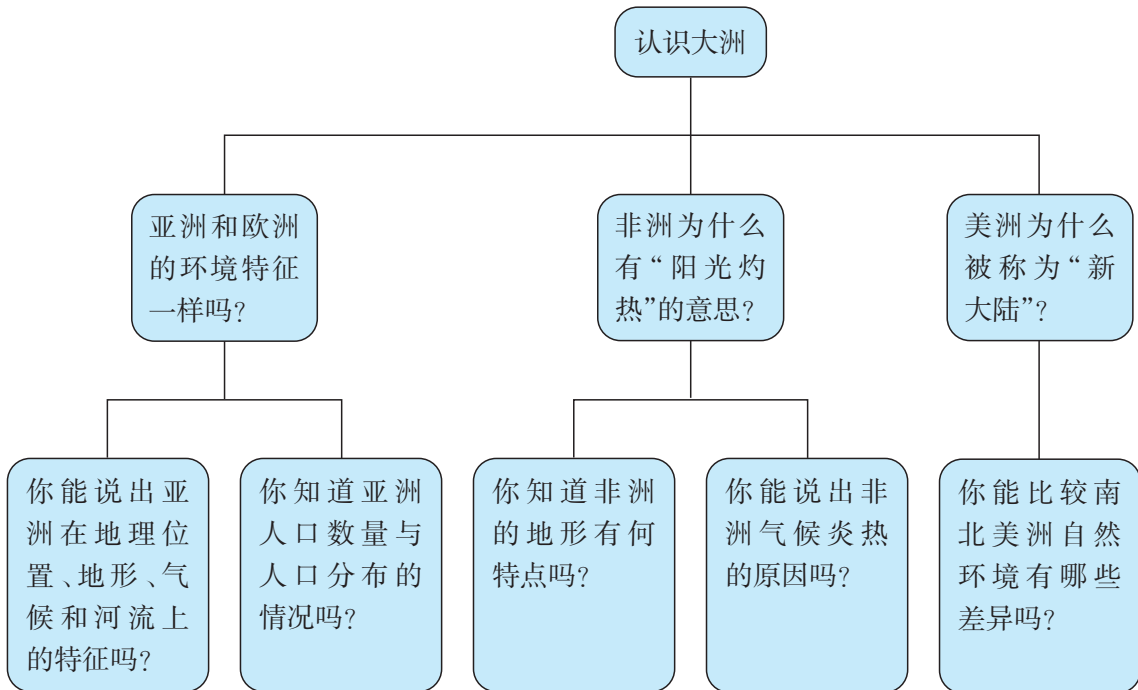 认识大洲
亚洲和欧洲
的环境特征
一样吗?
非洲为什么
有“阳光灼
热”的意思?
美洲为什么
被称为“新
大陆”?
你能说出亚
洲在地理位
置、地形、气
候和河流上
的特征吗?
你知道亚洲
人口数量与
人口分布的
情况吗?
你知道非洲
的地形有何
特点吗?
你能说出非
洲气候炎热
的原因吗?
你能比较南
北美洲自然
环境有哪些
差异吗?